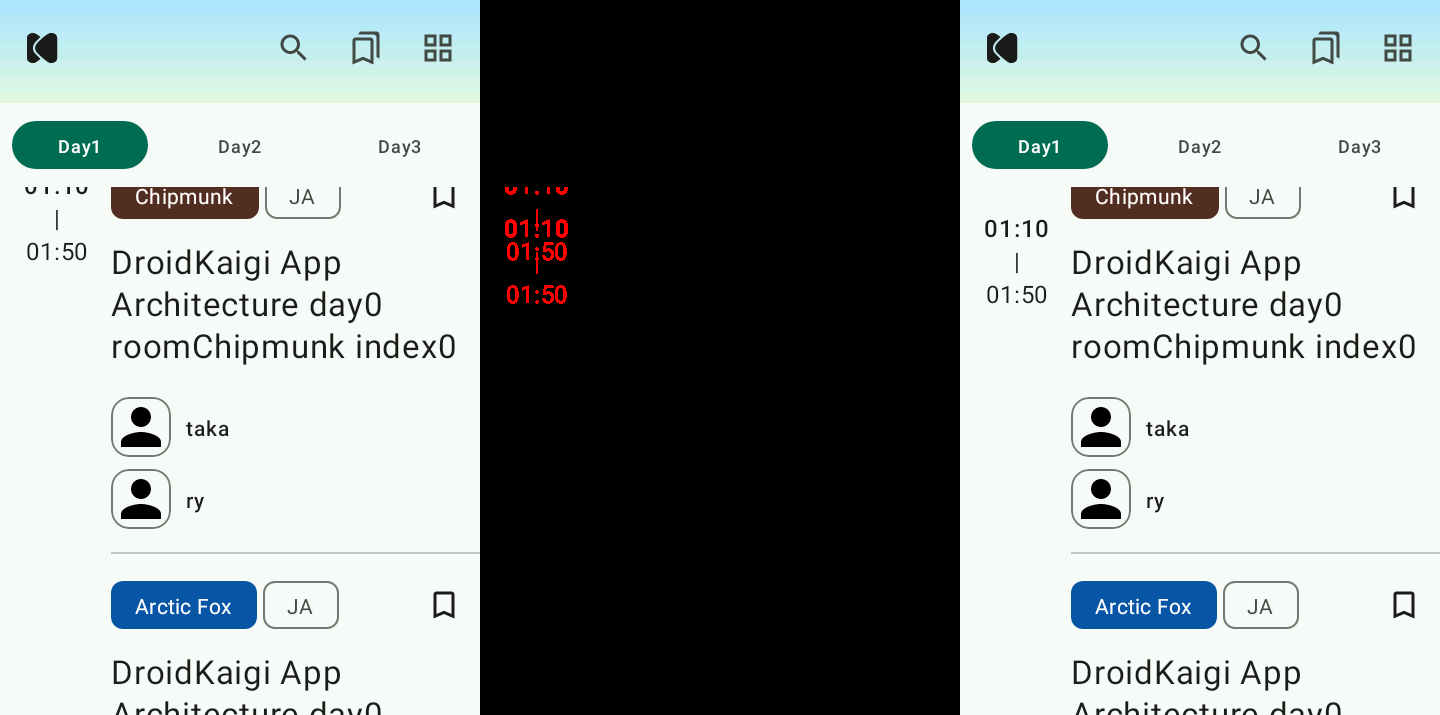 Day1 Day2 Day3
01:10 Chipmunk JA
|
01:50
DroidKaigi App
Architecture day0
roomChipmunk index0
taka
ry
Arctic Fox JA
DroidKaigi App
Architecture day0
01:10
|
01:10
01:50
|
01:50
Day1 Day2 Day3
Chipmunk JA
01:10
|
01:50
DroidKaigi App
Architecture day0
roomChipmunk index0
taka
ry
Arctic Fox JA
DroidKaigi App
Architecture day0